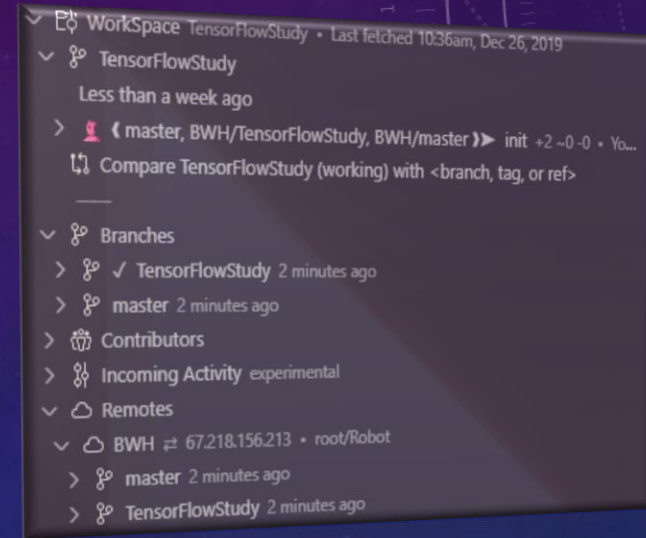 WorkSpace TensorFlowStudy • Last fetched 10:36am, Dec 26, 2019
TensorFlowStudy
Less than a week ago
❮ master, BWH/TensorFlowStudy, BWH/master ❯➤ init +2 ~0 -0 • Yo...
Compare TensorFlowStudy (working) with <branch, tag, or ref>
Branches
✓ TensorFlowStudy 2 minutes ago
master 2 minutes ago
Contributors
Incoming Activity experimental
Remotes
BWH ⇄ 67.218.156.213 • root/Robot
master 2 minutes ago
TensorFlowStudy 2 minutes ago